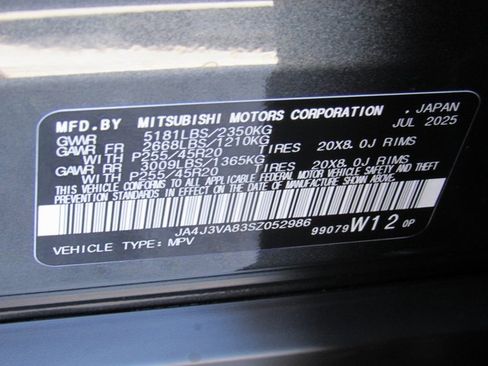 MFD.BY MITSUBISHI MOTORS CORPORATION, JAPAN
GVWR 5181LBS/2350KG JUL 2025
GAWR FR 2668LBS/1210KG
WITH P255/45R20 TIRES 20X8.0J RIMS
GAWR RR 3009LBS/1365KG
WITH P255/45R20 TIRES 20X8.0J RIMS
THIS VEHICLE CONFORMS TO ALL APPLICABLE FEDERAL MOTOR VEHICLE SAFETY AND THEFT
PREVENTION STANDARDS IN EFFECT ON THE DATE OF MANUFACTURE SHOWN ABOVE.
JA4J3VA83SZ052986 99079 W12 0P
VEHICLE TYPE: MPV